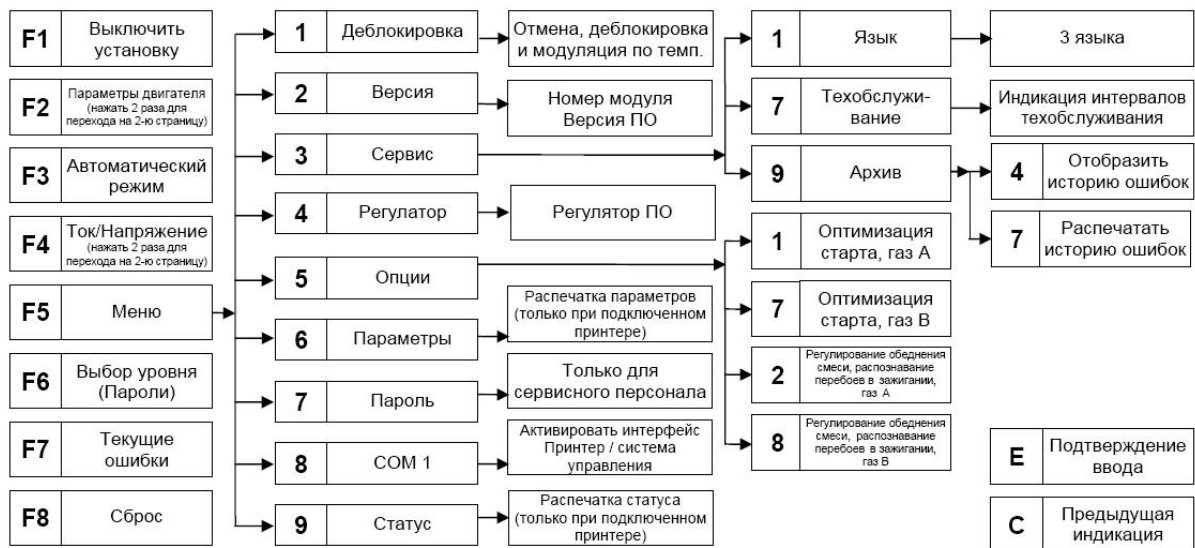 F1
Выключить
установку
F2
Параметры двигателя
(нажать 2 раза для
перехода на 2-ю страницу)
F3
Автоматический
режим
F4
Ток/Напряжение
(нажать 2 раза для
перехода на 2-ю страницу)
F5
Меню
F6
Выбор уровня
(Пароли)
F7
Текущие
ошибки
F8
Сброс
1
Деблокировка
Отмена, деблокировка
и модуляция по темп.
2
Версия
Номер модуля
Версия ПО
3
Сервис
4
Регулатор
Регулятор ПО
5
Опции
6
Параметры
Распечатка параметров
(только при подключенном
принтере)
7
Пароль
Только для
сервисного персонала
8
COM 1
Активировать интерфейс
Принтер / система
управления
9
Статус
Распечатка статуса
(только при подключенном
принтере)
1
Язык
3 языка
7
Техобслужи-
вание
Индикация интервалов
техобслуживания
9
Архив
4
Отобразить
историю ошибок
7
Распечатать
историю ошибок
1
Оптимизация
старта, газ А
7
Оптимизация
старта, газ В
2
Регулирование обеднения
смеси, распознавание
перебоев в зажигании,
газ А
8
Регулирование обеднения
смеси, распознавание
перебоев в зажигании,
газ В
E
Подтверждение
ввода
C
Предыдущая
индикация